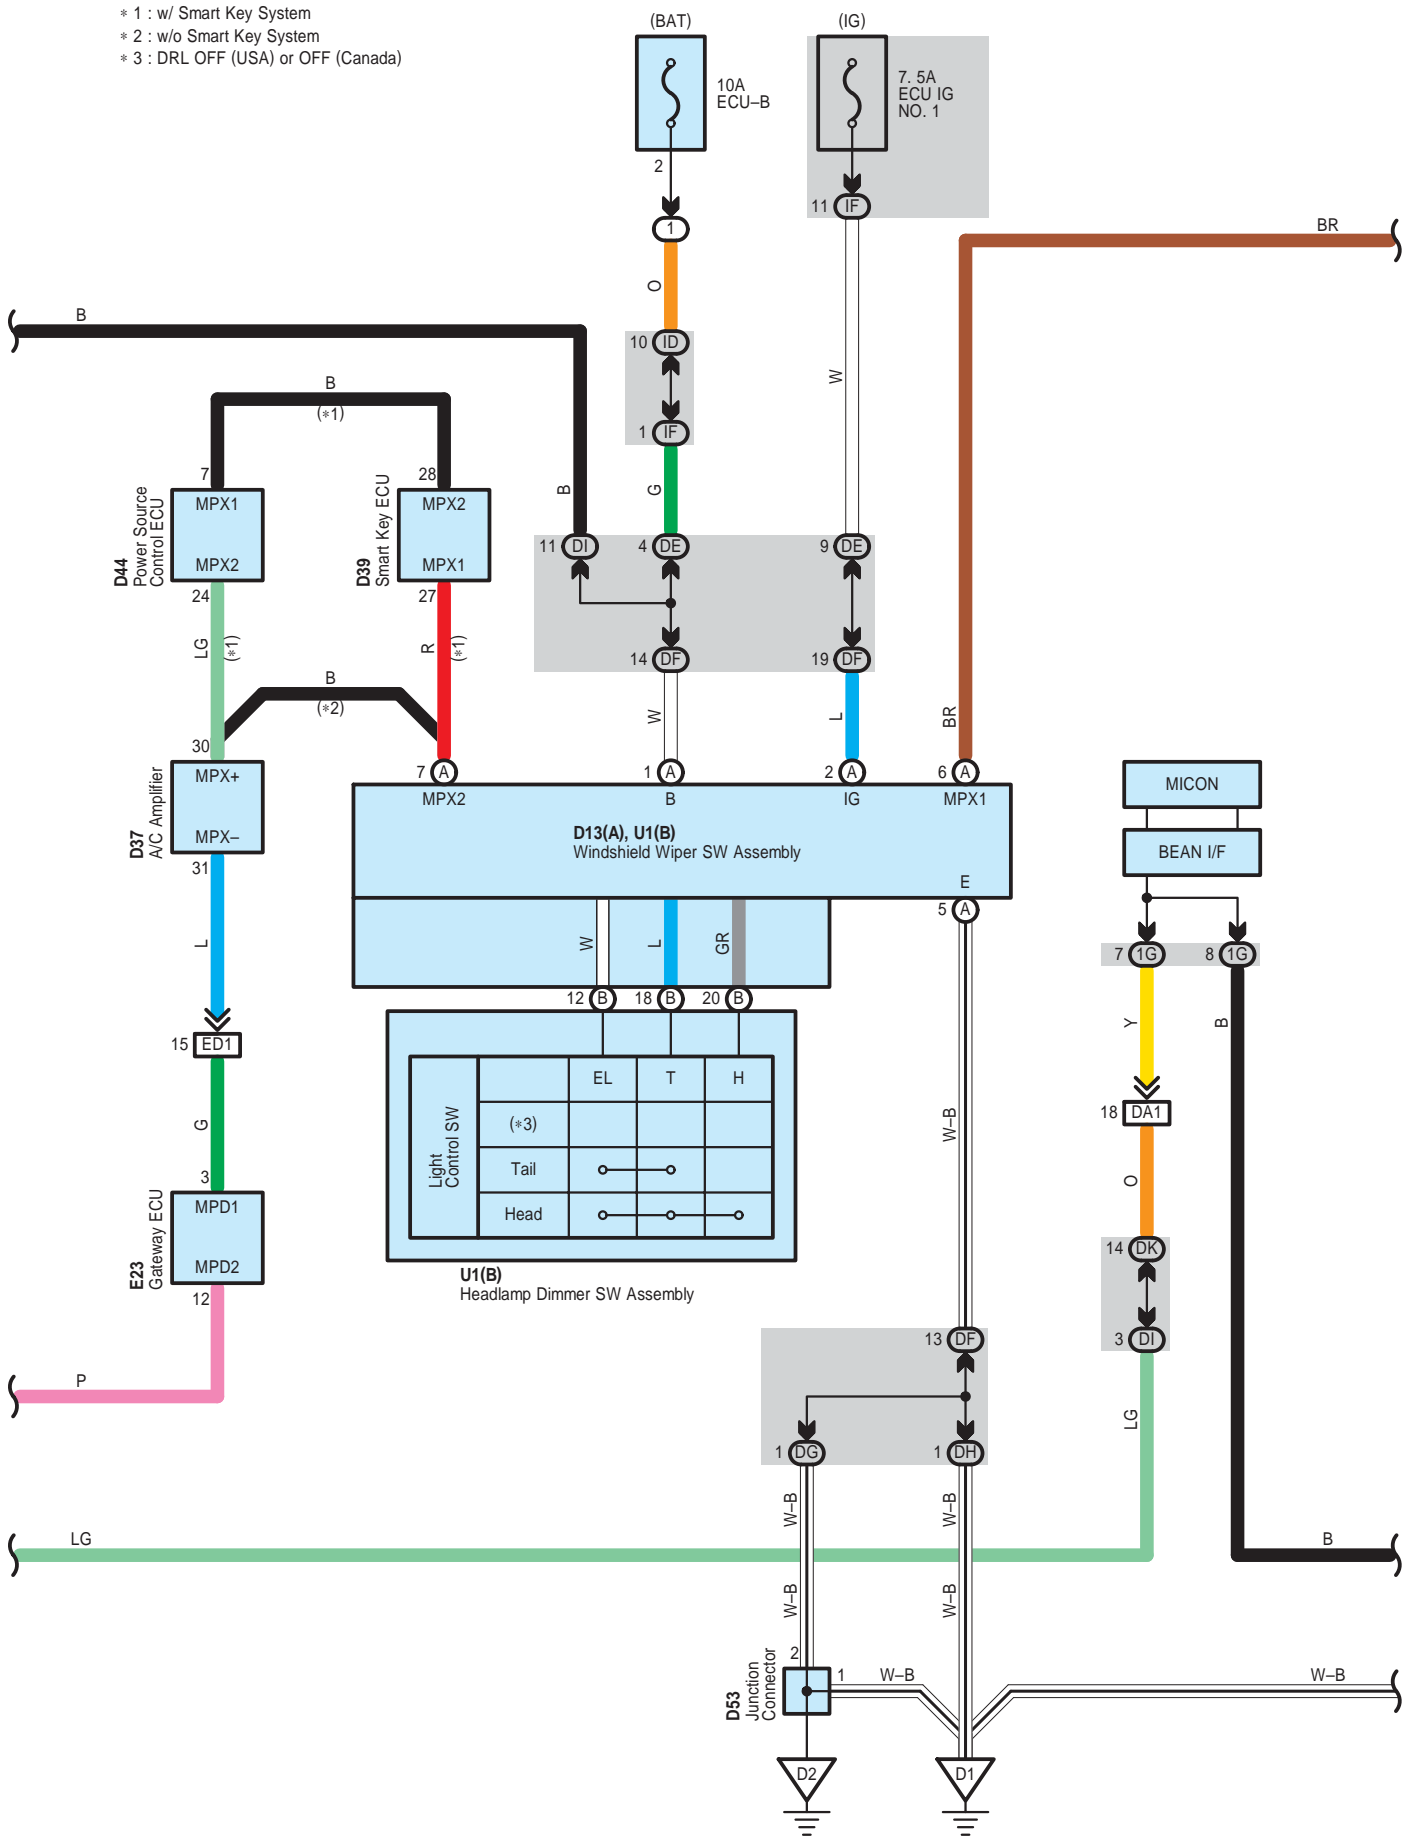 ∗ 1 : w/ Smart Key System
∗ 2 : w/o Smart Key System
∗ 3 : DRL OFF (USA) or OFF (Canada)
(BAT)
(IG)
10A
ECU–B
7. 5A
ECU IG
NO. 1
2
11 IF
1
BR
B
O
10 ID
W
B
(∗1)
1 IF
7
28
B
G
MPX1
MPX2
D44
Power Source
Control ECU
MPX2
24
D39
Smart Key ECU
MPX2
MPX1
27
11 DI
4 DE
9 DE
LG
(∗1)
R
(∗1)
14 DF
19 DF
B
(∗2)
W
L
BR
30
7 A
1 A
2 A
6 A
D37
A/C Amplifier
MPX+
MPX–
31
MPX2
B
IG
MPX1
D13(A), U1(B)
Windshield Wiper SW Assembly
E
5 A
MICON
BEAN I/F
L
W
L
GR
7 1G
8 1G
12 B
18 B
20 B
15 ED1
Y
B
Light
Control SW
EL
T
H
(∗3)
Tail
Head
G
W–B
18 DA1
O
3
E23
Gateway ECU
MPD1
MPD2
12
U1(B)
Headlamp Dimmer SW Assembly
14 DK
3 DI
13 DF
P
LG
1 DG
1 DH
W–B
W–B
LG
B
W–B
W–B
2
D53
Junction
Connector
1
W–B
W–B
D2
D1